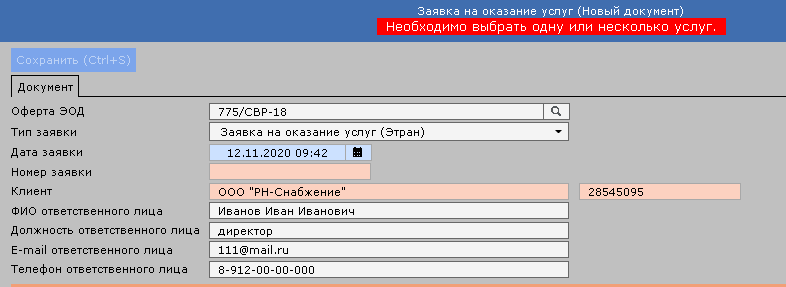 Заявка на оказание услуг (Новый документ)
Необходимо выбрать одну или несколько услуг.
Сохранить (Ctrl+S)
Документ
Оферта ЭОД 775/СВР-18
Тип заявки Заявка на оказание услуг (Этран)
Дата заявки 12.11.2020 09:42
Номер заявки
Клиент ООО "РН-Снабжение" 28545095
ФИО ответственного лица Иванов Иван Иванович
Должность ответственного лица директор
E-mail ответственного лица 111@mail.ru
Телефон ответственного лица 8-912-00-00-000